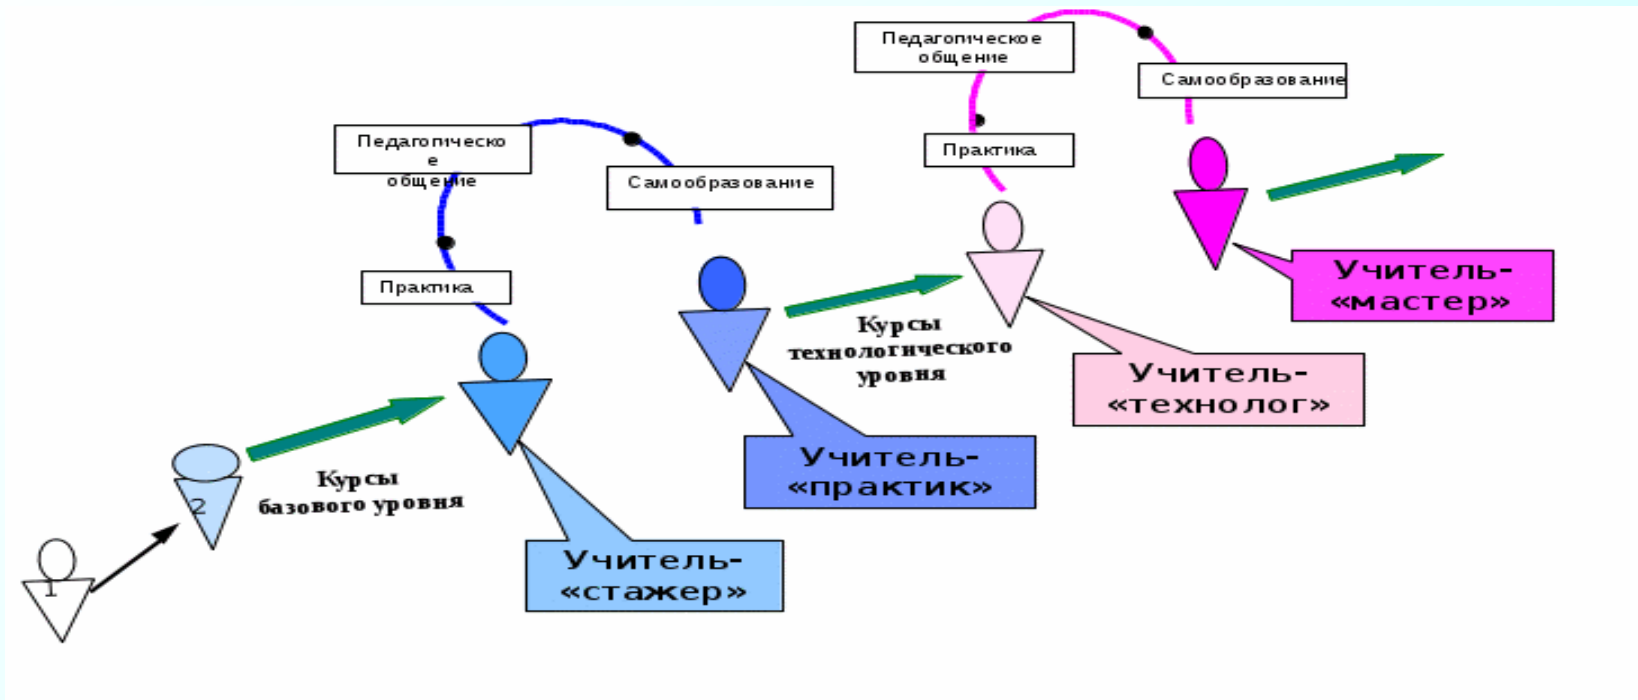 Педагогическое
общение
Самообразование
Практика
Педагогическо
е
общение
Самообразование
Практика
Учитель-
«мастер»
Курсы
технологического
уровня
Учитель-
«технолог»
Учитель-
«практик»
Курсы
базового уровня
2
Учитель-
«стажер»
1